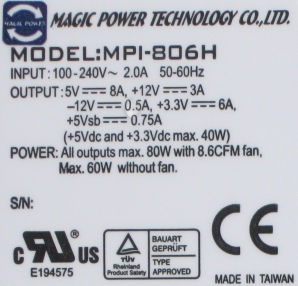 MAGIC POWER MAGIC POWER TECHNOLOGY CO.,LTD.
MODEL:MPI-806H
INPUT: 100-240V~ 2.0A 50-60Hz
OUTPUT: 5V⎓ 8A, +12V⎓ 3A
–12V⎓ 0.5A, +3.3V⎓ 6A,
+5Vsb⎓ 0.75A
(+5Vdc and +3.3Vdc max. 40W)
POWER: All outputs max. 80W with 8.6CFM fan,
Max. 60W without fan.
S/N:
c RU ® US
E194575
TÜV
Rheinland
Product Safety
BAUART
GEPRÜFT
TYPE
APPROVED
CE
MADE IN TAIWAN